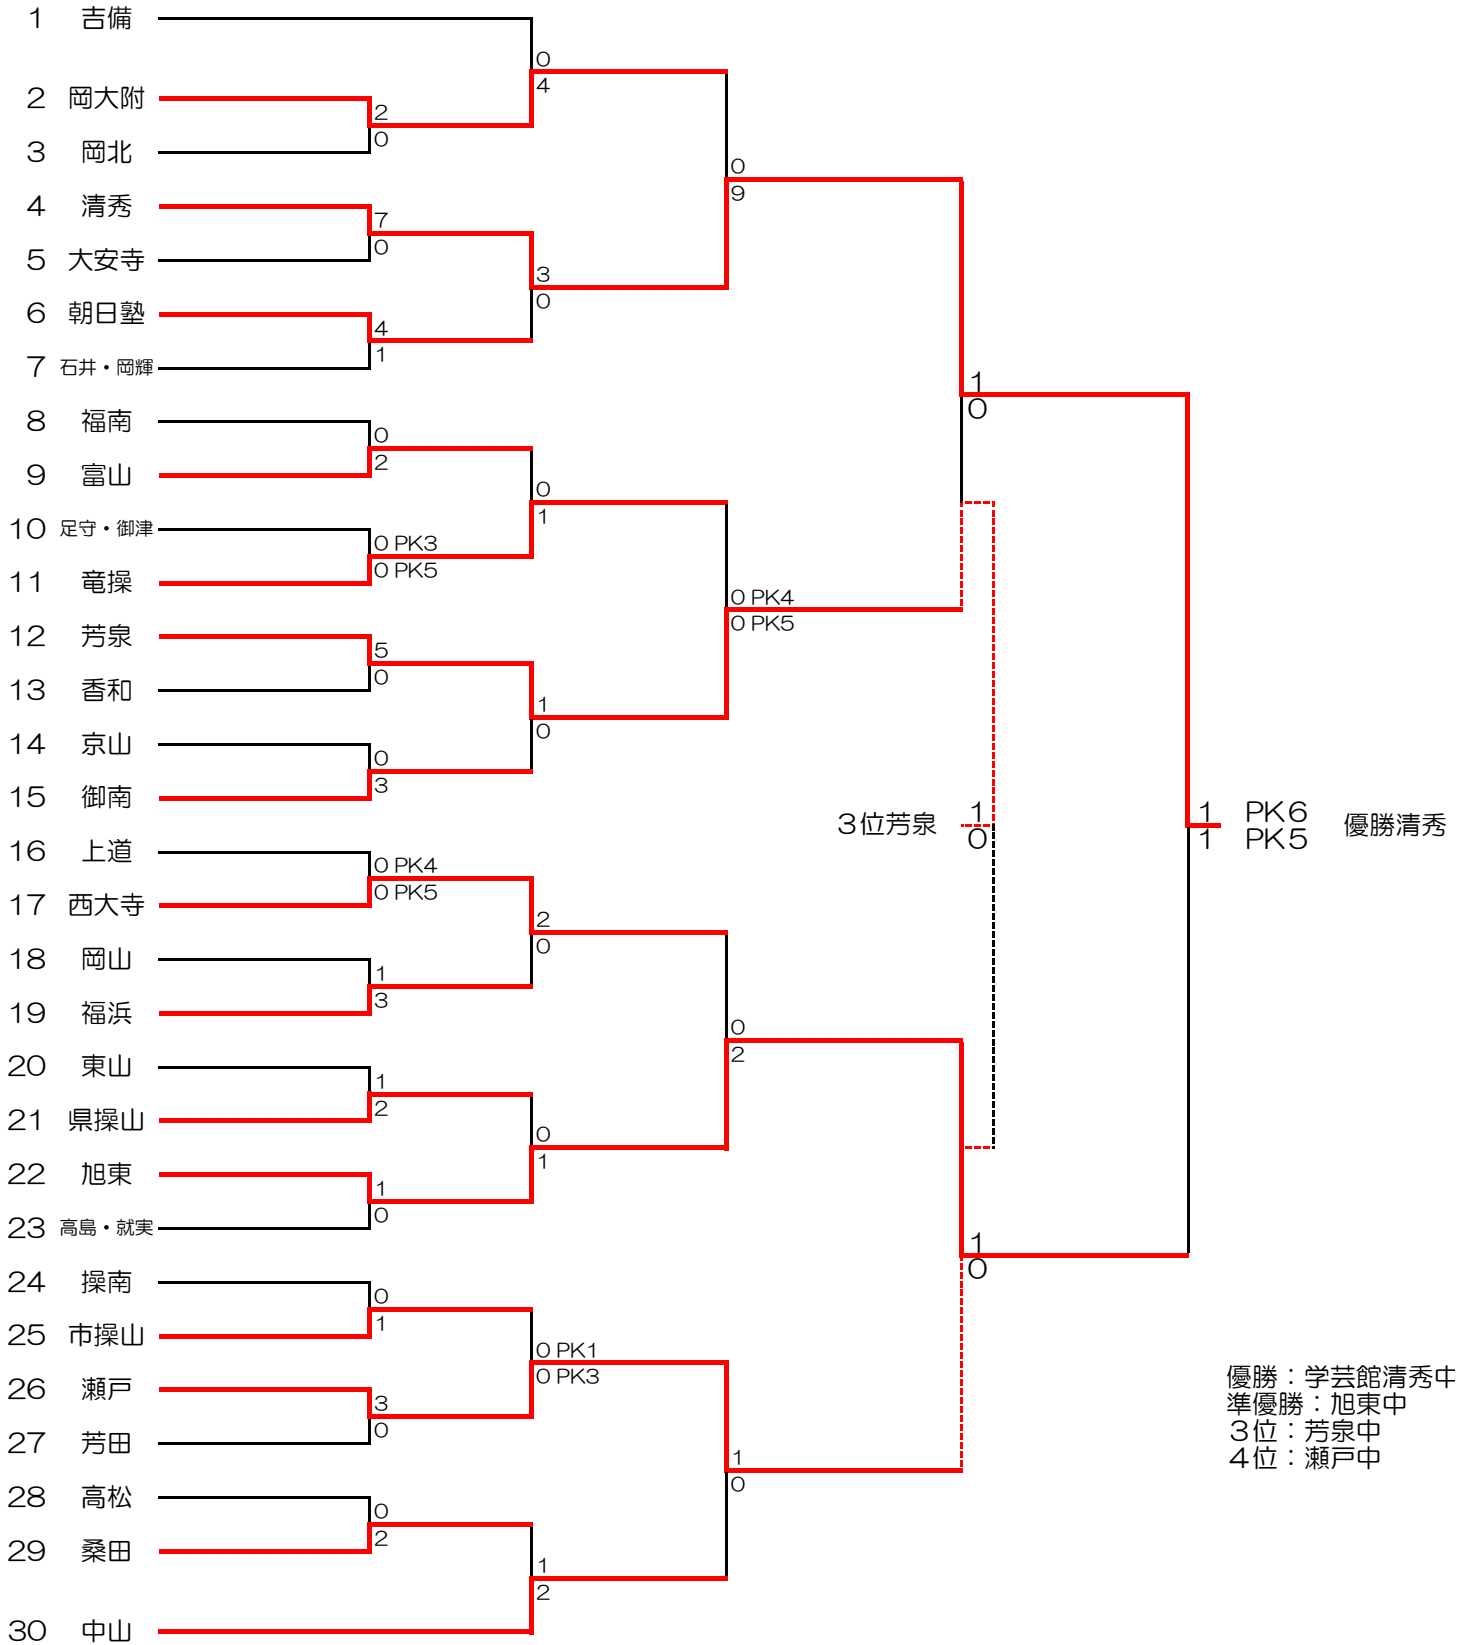 1 吉備
0
4
2 岡大附
2
0
3 岡北
0
9
4 清秀
7
0
5 大安寺
3
0
6 朝日塾
4
1
7 石井・岡輝
1
0
8 福南
0
2
9 富山
0
1
10 足守・御津
0 PK3
0 PK5
11 竜操
0 PK4
0 PK5
12 芳泉
5
0
13 香和
1
0
14 京山
0
3
15 御南
3位芳泉
1
0
1 PK6
1 PK5
優勝清秀
16 上道
0 PK4
0 PK5
17 西大寺
2
0
18 岡山
1
3
19 福浜
0
2
20 東山
1
2
21 県操山
0
1
22 旭東
1
0
23 高島・就実
1
0
24 操南
0
1
25 市操山
0 PK1
0 PK3
26 瀬戸
3
0
27 芳田
1
0
28 高松
0
2
29 桑田
1
2
30 中山
優勝：学芸館清秀中
準優勝：旭東中
3位：芳泉中
4位：瀬戸中